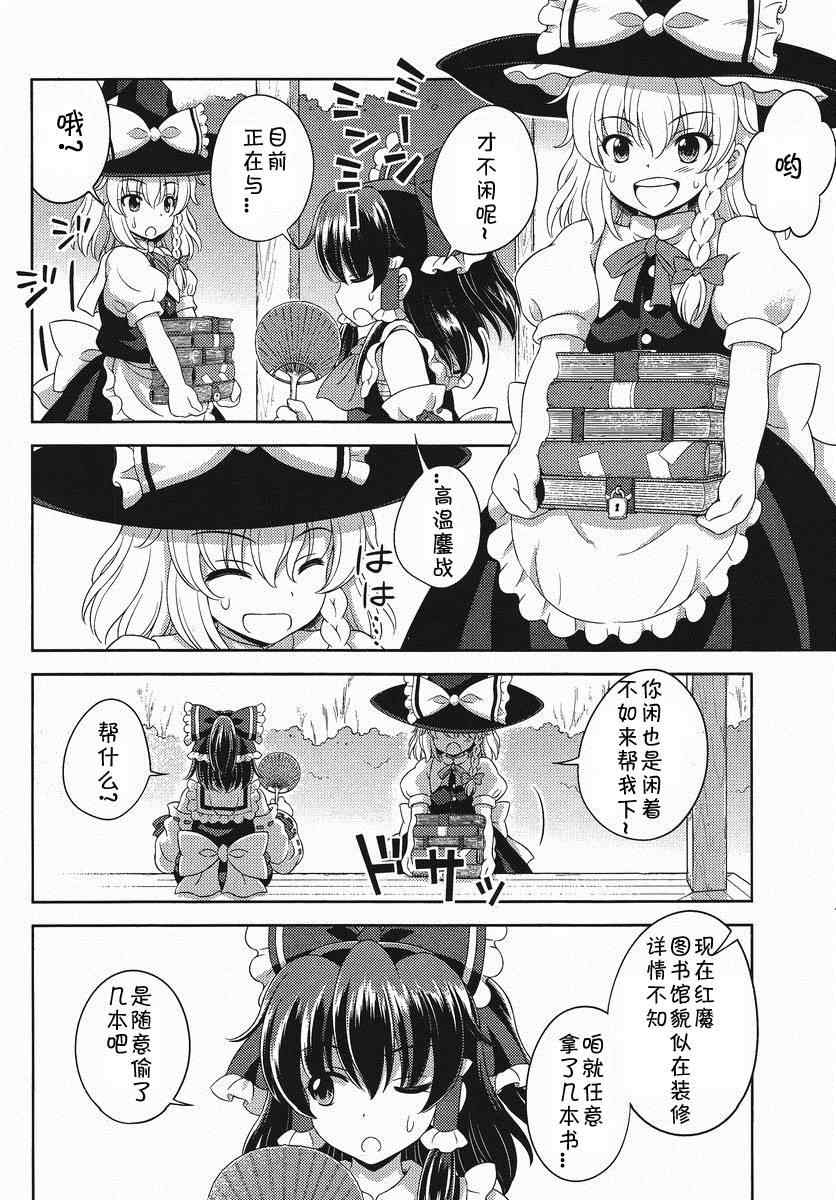 哟
才不闲呢~
目前
正在与
…
哦?
ミーン
ミンミン
…高温鏖战
はは…
你闲也是闲着
不如来帮我下
~
帮什么?
ドサッ
现在红魔
图书馆貌似在装修
详情不知
咱就任意
拿了几本书
…
是随意偷了
几本吧